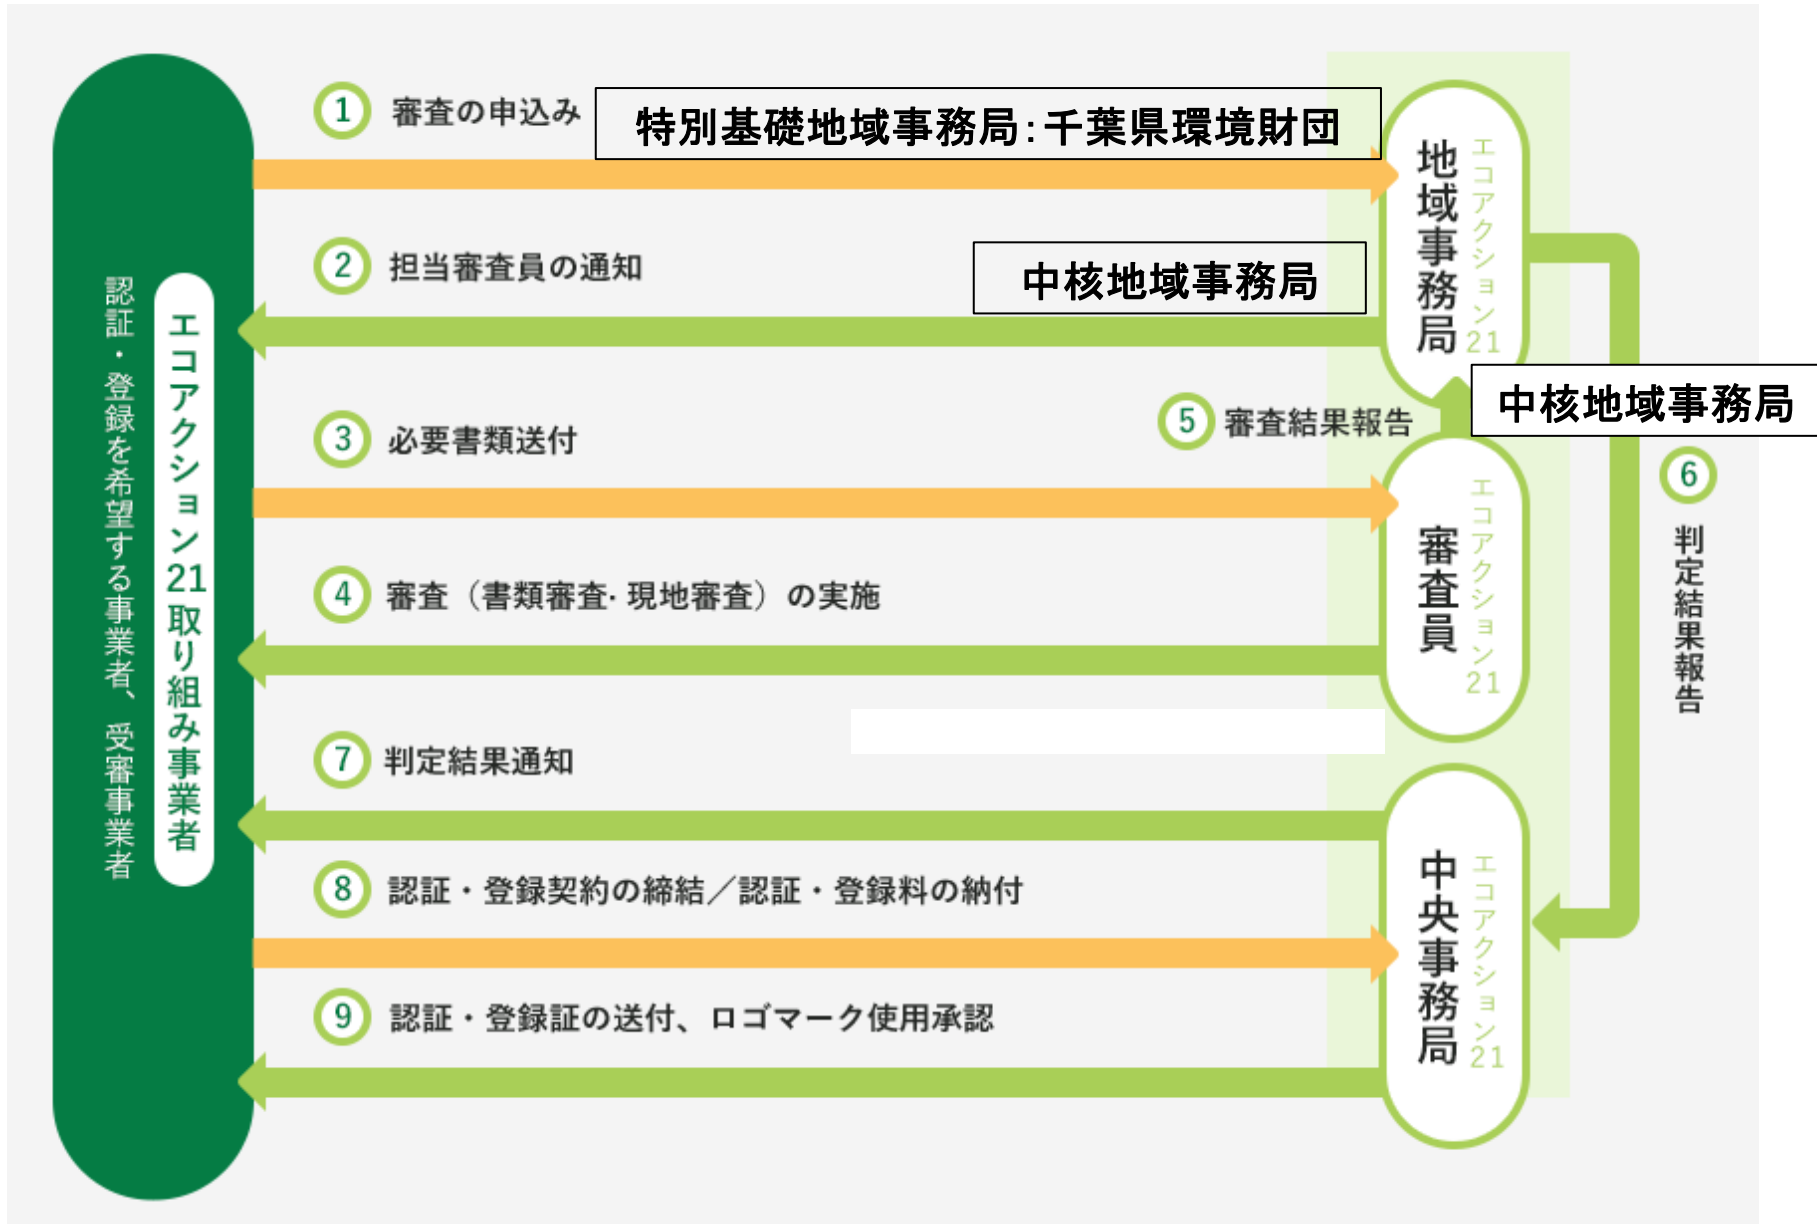 認証・登録を希望する事業者、受審事業者
エコアクション21取り組み事業者
1 審査の申込み
特別基礎地域事務局：千葉県環境財団
2 担当審査員の通知
中核地域事務局
エコアクション21
地域事務局
3 必要書類送付
5 審査結果報告
中核地域事務局
4 審査（書類審査・現地審査）の実施
エコアクション21
審査員
6 判定結果報告
7 判定結果通知
8 認証・登録契約の締結／認証・登録料の納付
エコアクション21
中央事務局
9 認証・登録証の送付、ロゴマーク使用承認